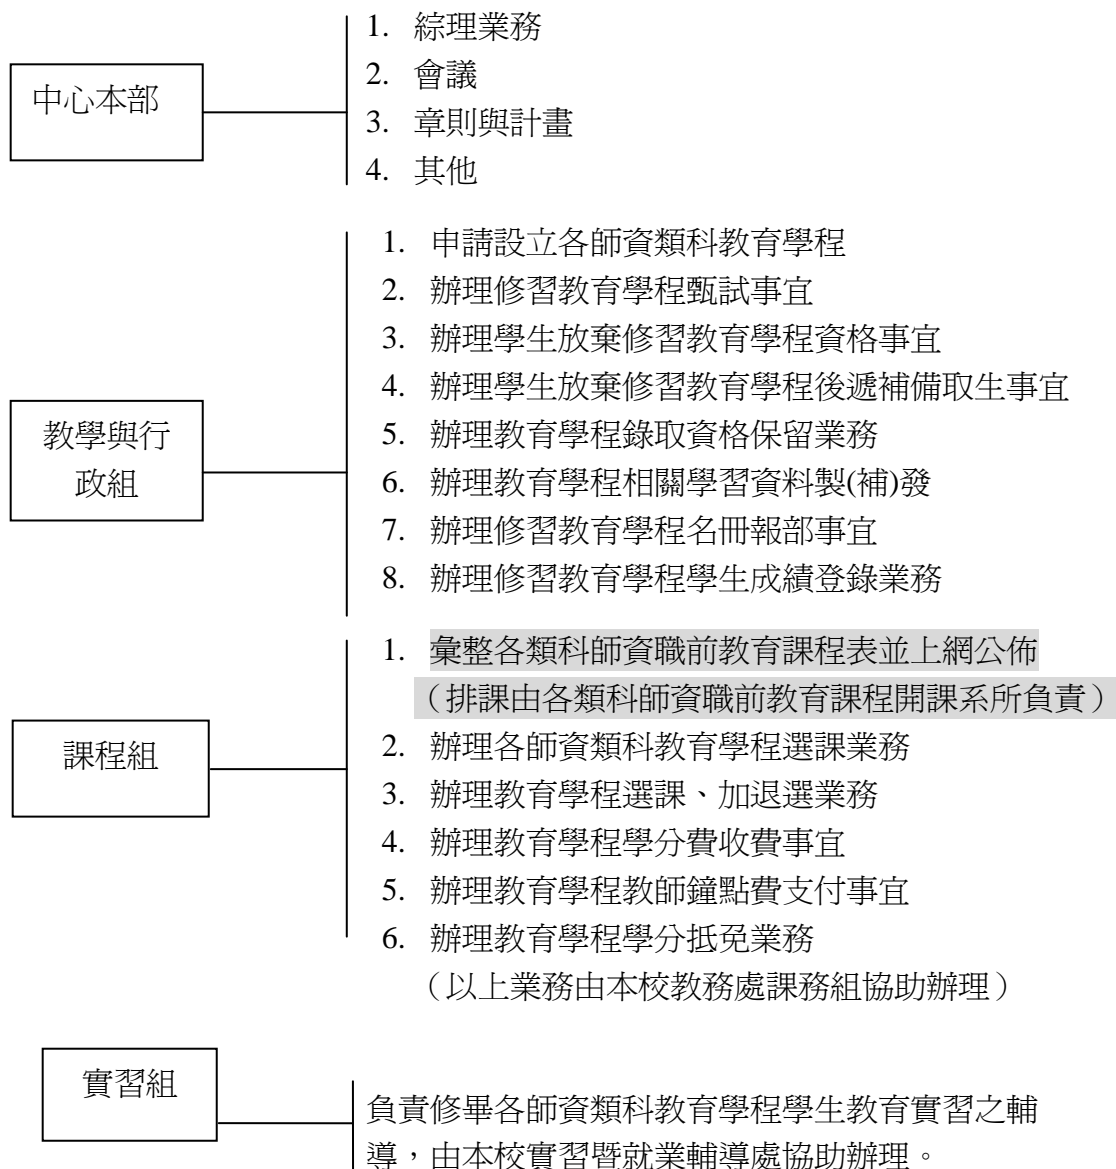 中心本部
1. 綜理業務
2. 會議
3. 章則與計畫
4. 其他
教學與行
政組
1. 申請設立各師資類科教育學程
2. 辦理修習教育學程甄試事宜
3. 辦理學生放棄修習教育學程資格事宜
4. 辦理學生放棄修習教育學程後遞補備取生事宜
5. 辦理教育學程錄取資格保留業務
6. 辦理教育學程相關學習資料製(補)發
7. 辦理修習教育學程名冊報部事宜
8. 辦理修習教育學程學生成績登錄業務
課程組
1. 彙整各類科師資職前教育課程表並上網公佈
（排課由各類科師資職前教育課程開課系所負責）
2. 辦理各師資類科教育學程選課業務
3. 辦理教育學程選課、加退選業務
4. 辦理教育學程學分費收費事宜
5. 辦理教育學程教師鐘點費支付事宜
6. 辦理教育學程學分抵免業務
（以上業務由本校教務處課務組協助辦理）
實習組
負責修畢各師資類科教育學程學生教育實習之輔
導，由本校實習暨就業輔導處協助辦理。